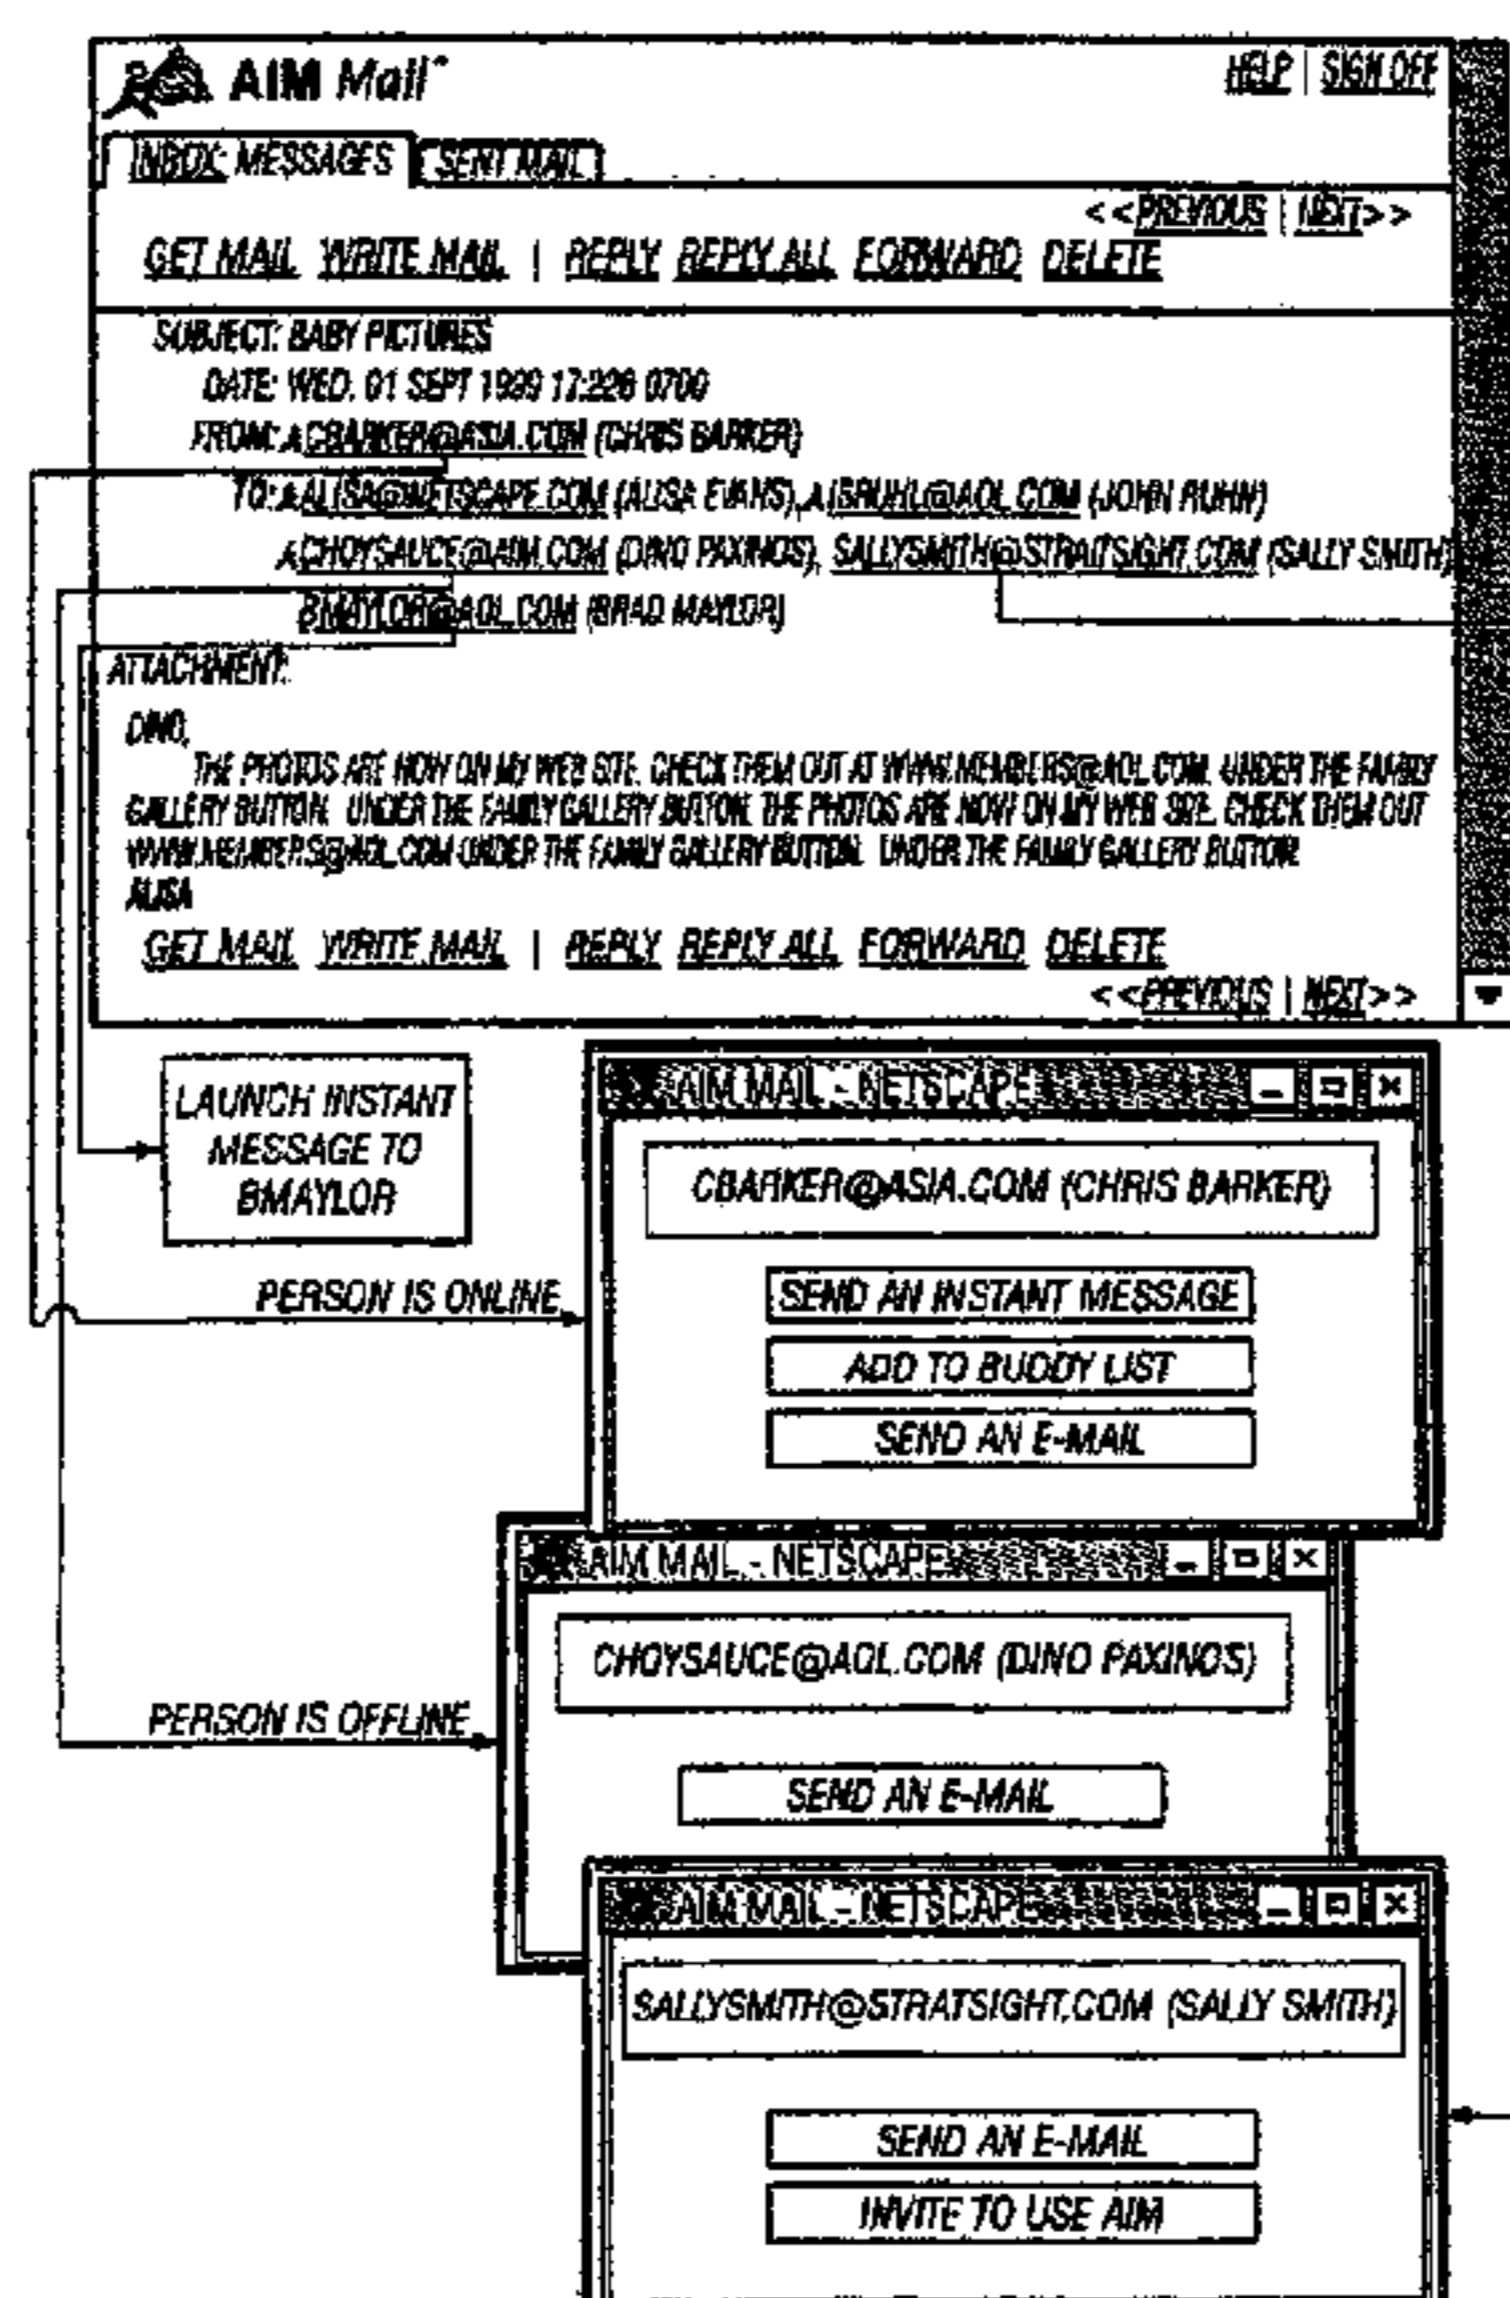 AIM Mail
HELP | SIGN OFF
INBOX: MESSAGES SENT MAIL
<<PREVIOUS | NEXT>>
GET MAIL WRITE MAIL | REPLY REPLY ALL FORWARD DELETE
SUBJECT: BABY PICTURES
DATE: WED. 01 SEPT 1999 17:226 0700
FROM: CBARKER@ASIA.COM (CHRIS BARKER)
TO: ALISA@NETSCAPE.COM (ALISA EVANS), (JOHN RUHN)
CHOYSAUCE@AIM.COM (DINO PAXINOS), SALLYSMITH@STRAITSIGHT.COM (SALLY SMITH)
BMAYLOR@AOL.COM (BRAD MAYLOR)
ATTACHMENT:
DINO,
THE PHOTOS ARE NOW ON MY WEB SITE. CHECK THEM OUT AT WWW.MEMBERS@AOL.COM. UNDER THE FAMILY
GALLERY BUTTON. UNDER THE FAMILY GALLERY BUTTON. THE PHOTOS ARE NOW ON MY WEB SITE. CHECK THEM OUT
WWW.MEMBERS@AOL.COM UNDER THE FAMILY GALLERY BUTTON. UNDER THE FAMILY GALLERY BUTTON.
ALISA
GET MAIL WRITE MAIL | REPLY REPLY ALL FORWARD DELETE
<<PREVIOUS | NEXT>>
LAUNCH INSTANT
MESSAGE TO
BMAYLOR
AIM MAIL - NETSCAPE
CBARKER@ASIA.COM (CHRIS BARKER)
PERSON IS ONLINE
SEND AN INSTANT MESSAGE
ADD TO BUDDY LIST
SEND AN E-MAIL
AIM MAIL - NETSCAPE
CHOYSAUCE@AOL.COM (DINO PAXINOS)
PERSON IS OFFLINE
SEND AN E-MAIL
AIM MAIL - NETSCAPE
SALLYSMITH@STRATSIGHT.COM (SALLY SMITH)
SEND AN E-MAIL
INVITE TO USE AIM